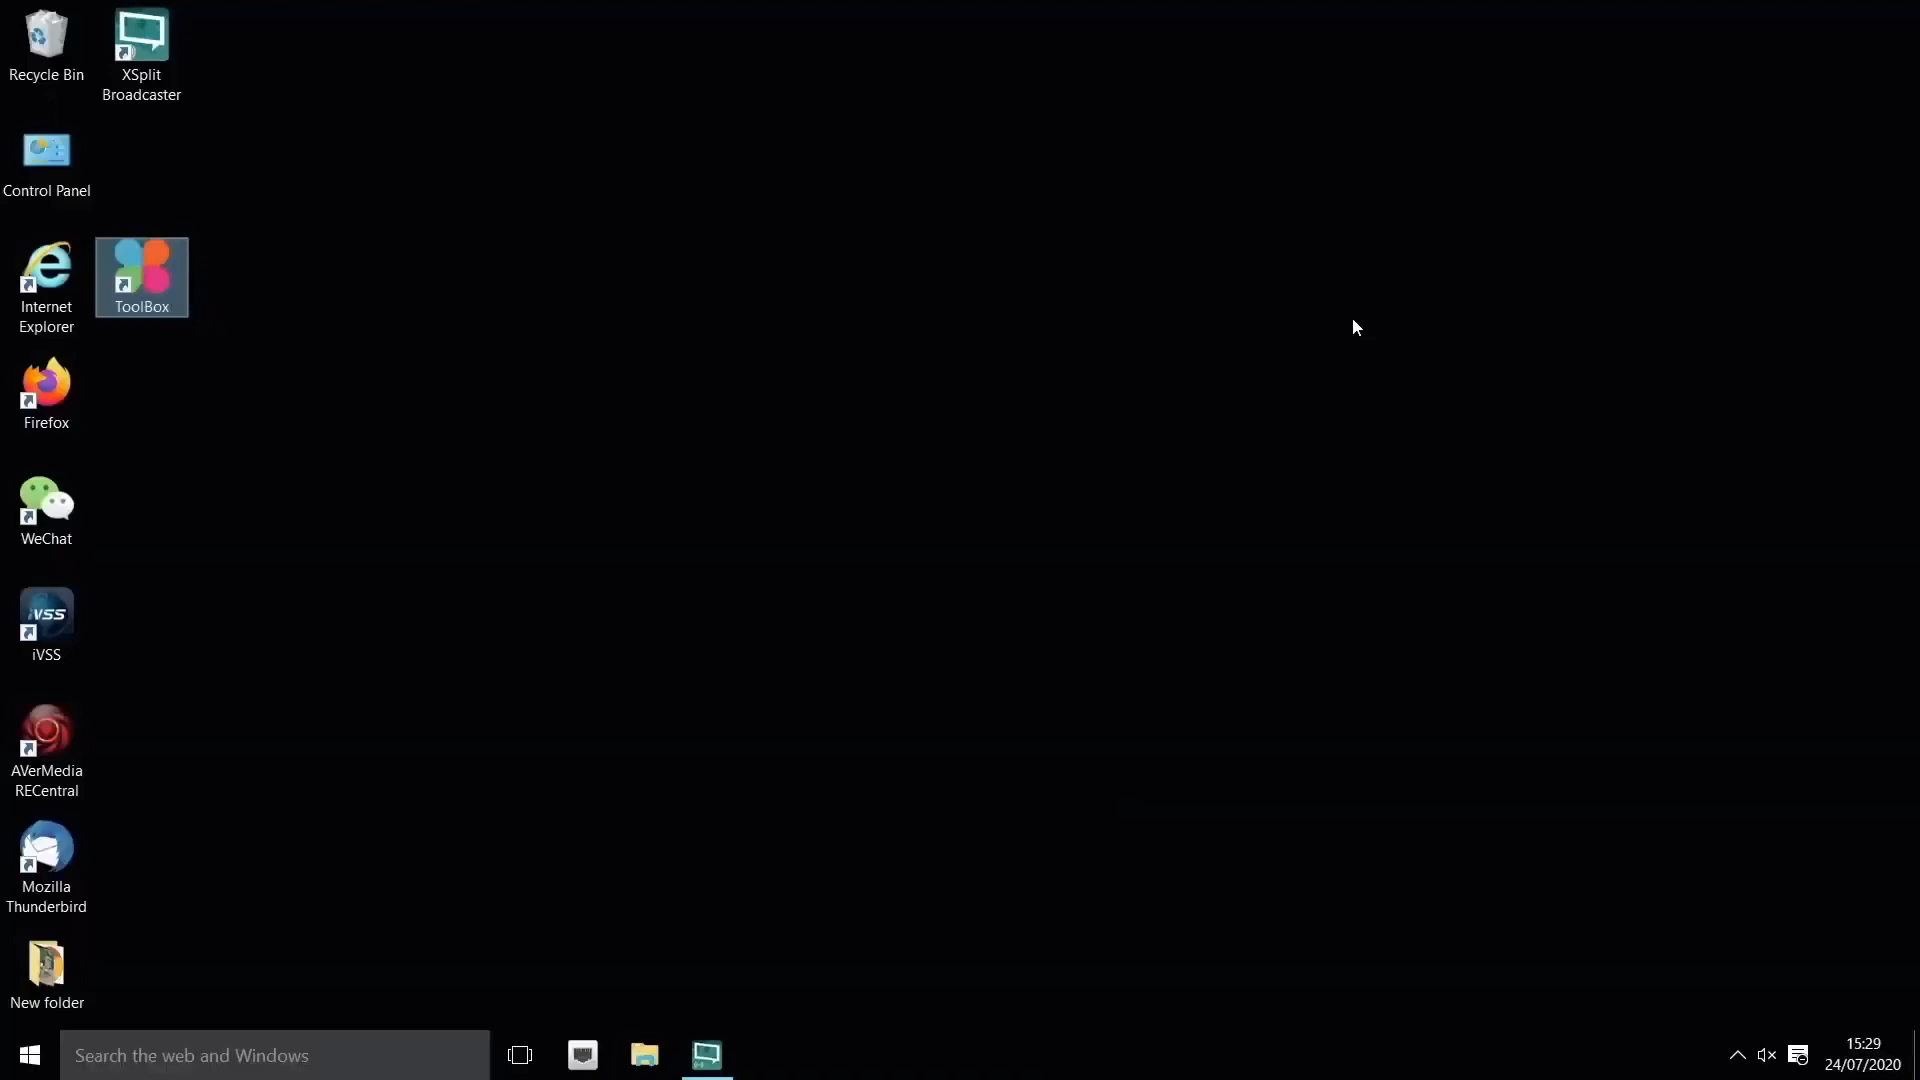 Recycle Bin
XSplit
Broadcaster
Control Panel
Internet
Explorer
ToolBox
Firefox
WeChat
iVSS
iVSS
AVerMedia
RECentral
Mozilla
Thunderbird
New folder
Search the web and Windows
15:29
24/07/2020